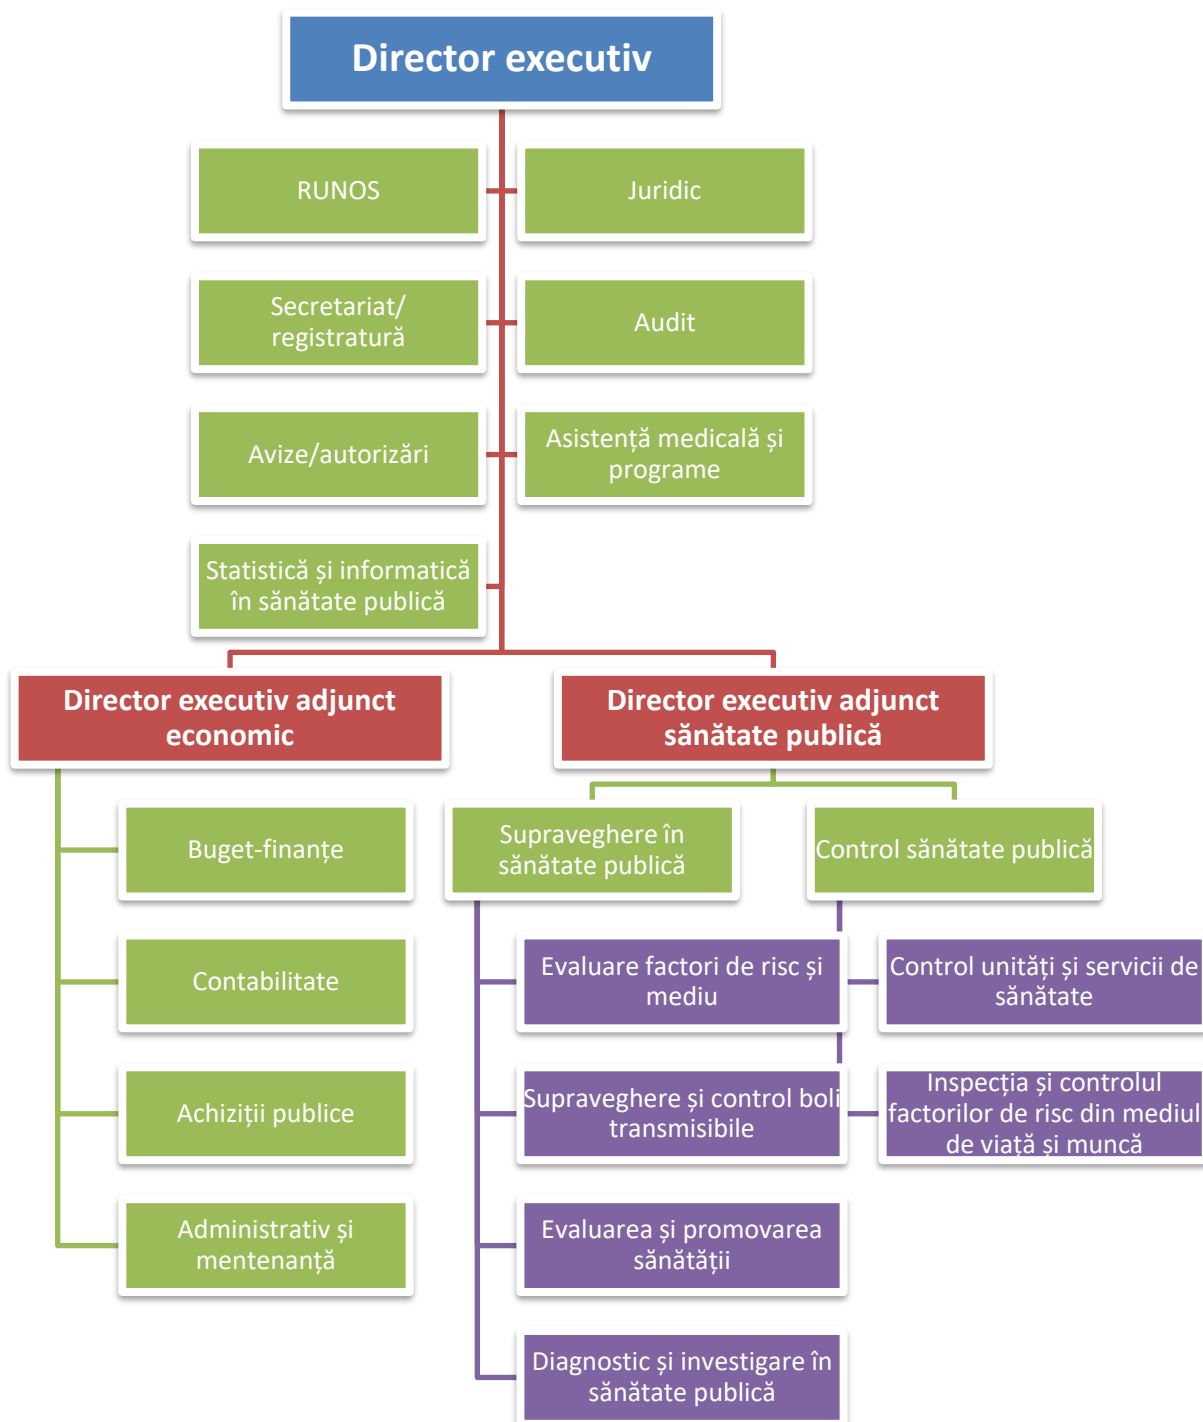 Director executiv
RUNOS
Juridic
Secretariat/
registratură
Audit
Avize/autorizări
Asistență medicală și
programe
Statistică și informatică
în sănătate publică
Director executiv adjunct
economic
Director executiv adjunct
sănătate publică
Buget-finanțe
Supraveghere în
sănătate publică
Control sănătate publică
Contabilitate
Evaluare factori de risc și
mediu
Control unități și servicii de
sănătate
Achiziții publice
Supraveghere și control boli
transmisibile
Inspecția și controlul
factorilor de risc din mediul
de viață și muncă
Administrativ și
mentenanță
Evaluarea și promovarea
sănătății
Diagnostic și investigare în
sănătate publică